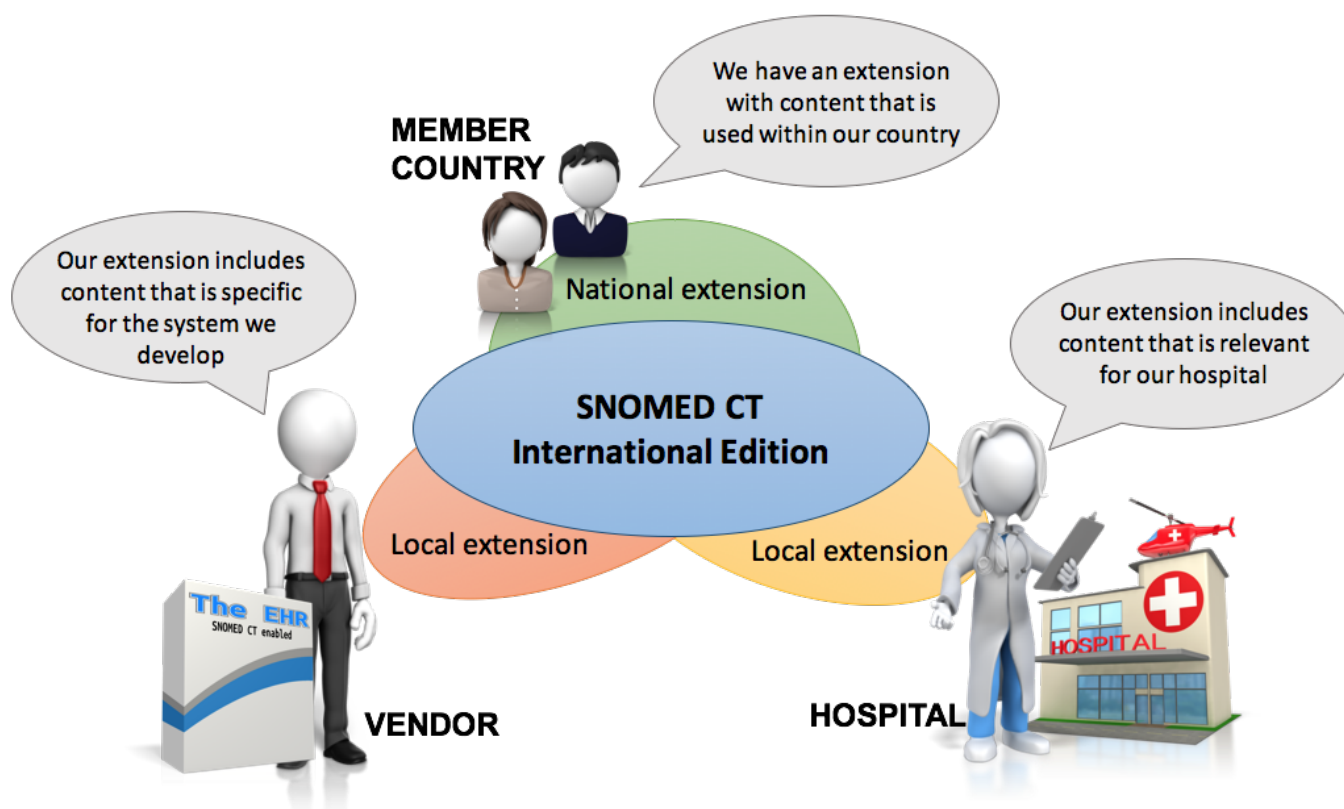 We have an extension
with content that is
used within our country
MEMBER
COUNTRY
Our extension includes
content that is specific
for the system we
develop
National extension
Our extension includes
content that is relevant
for our hospital
SNOMED CT
International Edition
Local extension
Local extension
The EHR
SNOMED CT enabled
HOSPITAL
VENDOR
HOSPITAL